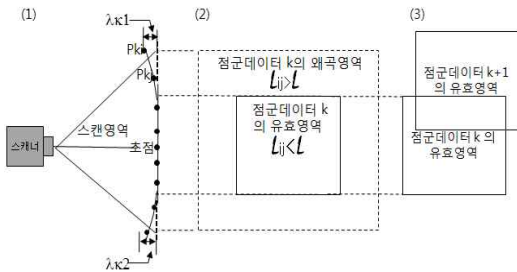 (1)
λκ1
Pki
Pkj
스캐너
스캔영역
초점
λκ2
(2)
점군데이터 k의 왜곡영역
Lij>L
점군데이터 k
의 유효영역
Lij<L
(3)
점군데이터 k+1
의 유효영역
점군데이터 k 의
유효영역